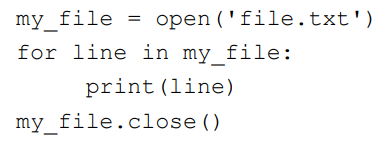 my_file = open('file.txt')
for line in my_file:
    print(line)
my_file.close()